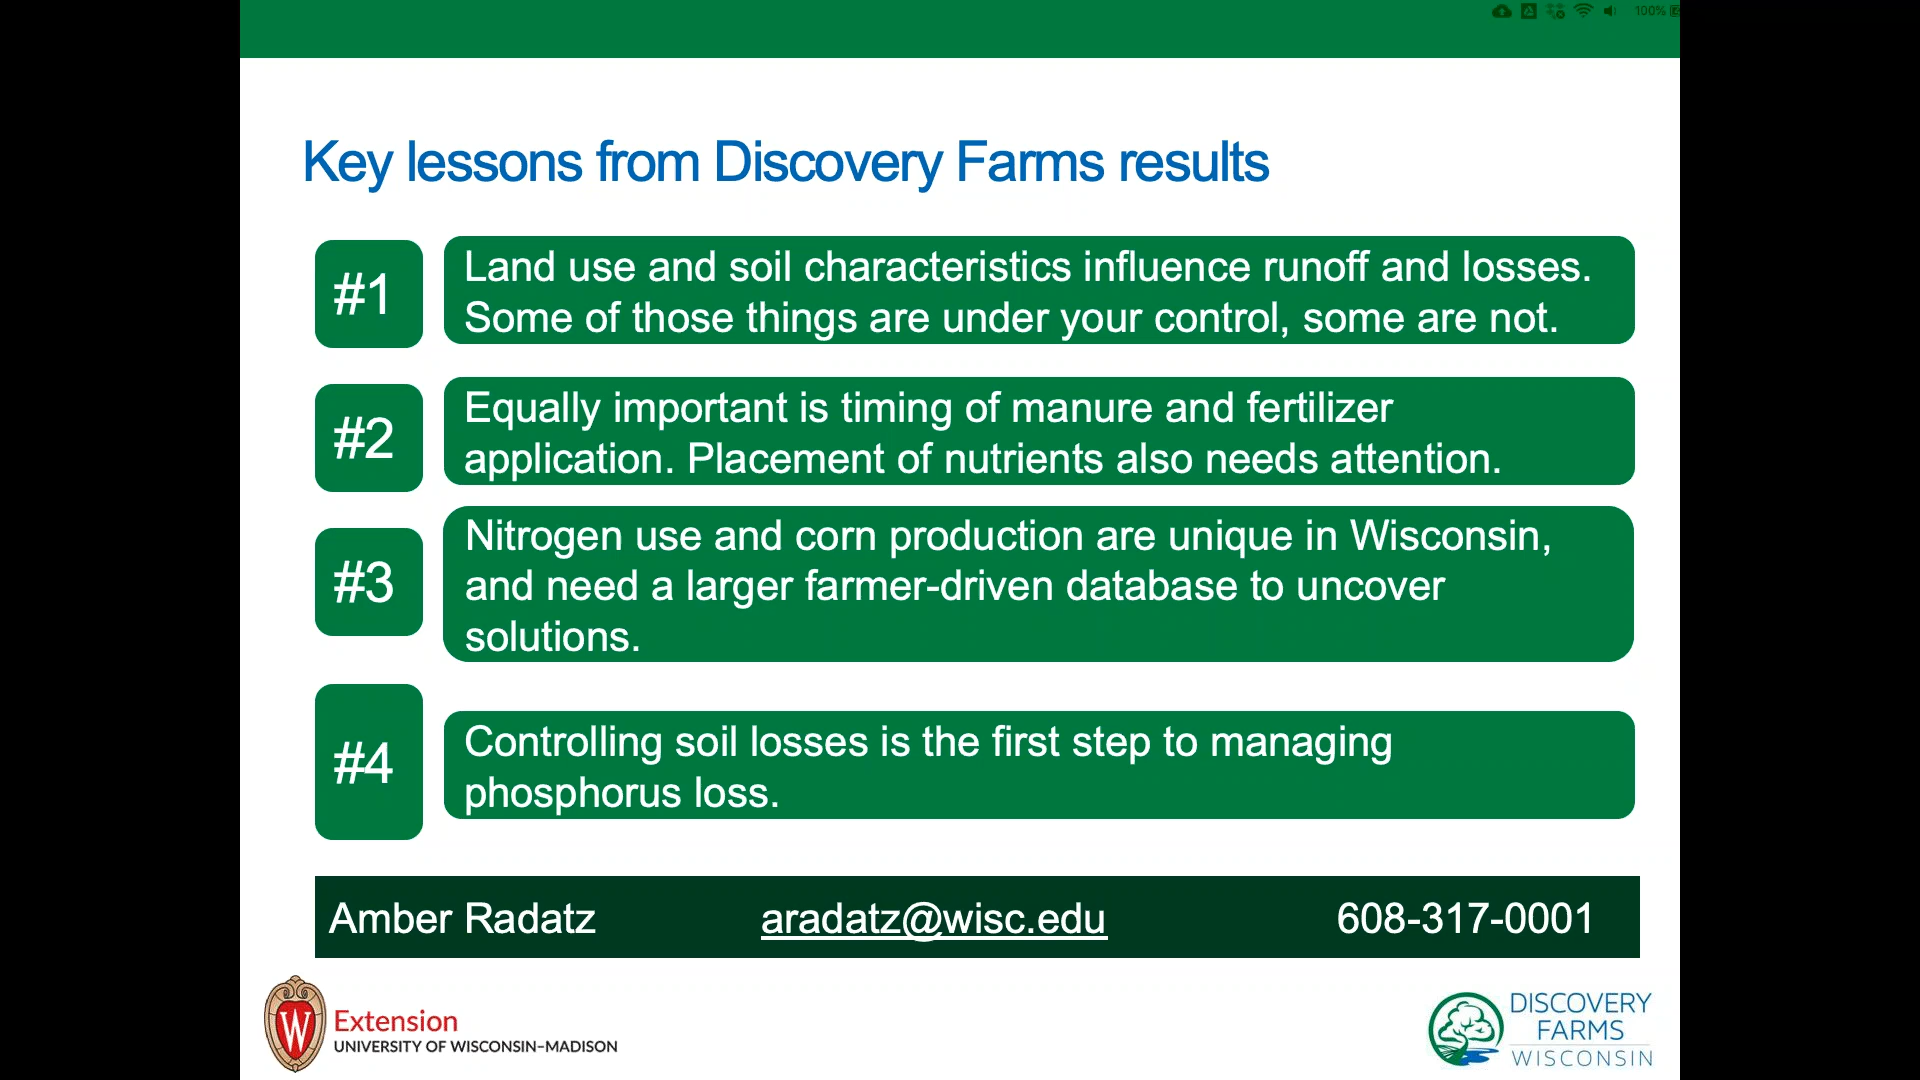 100%
Key lessons from Discovery Farms results
#1
Land use and soil characteristics influence runoff and losses.
Some of those things are under your control, some are not.
#2
Equally important is timing of manure and fertilizer
application. Placement of nutrients also needs attention.
#3
Nitrogen use and corn production are unique in Wisconsin,
and need a larger farmer-driven database to uncover
solutions.
#4
Controlling soil losses is the first step to managing
phosphorus loss.
Amber Radatz aradatz@wisc.edu 608-317-0001
W
Extension
UNIVERSITY OF WISCONSIN–MADISON
DISCOVERY
FARMS
WISCONSIN